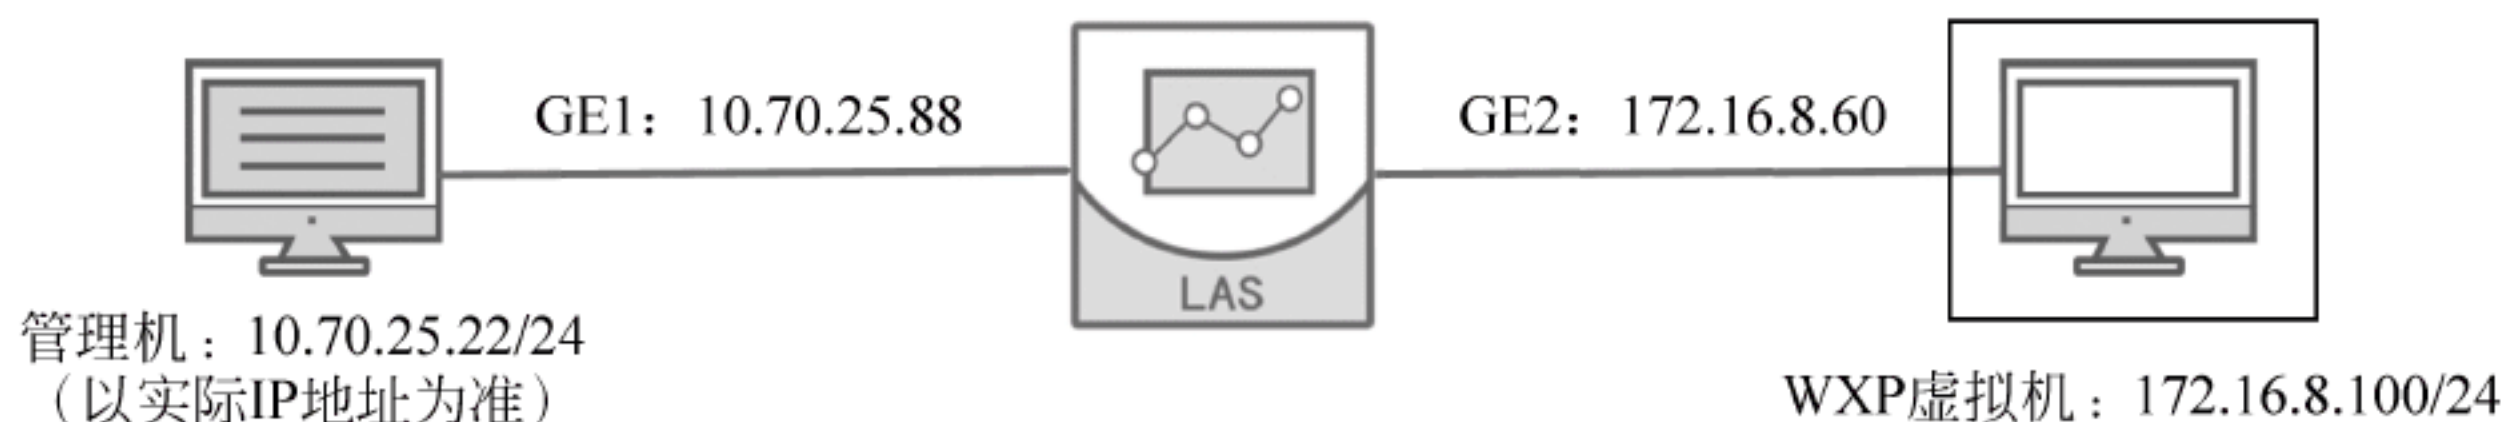 GE1：10.70.25.88
GE2：172.16.8.60
LAS
管理机：10.70.25.22/24
（以实际IP地址为准）
WXP虚拟机：172.16.8.100/24